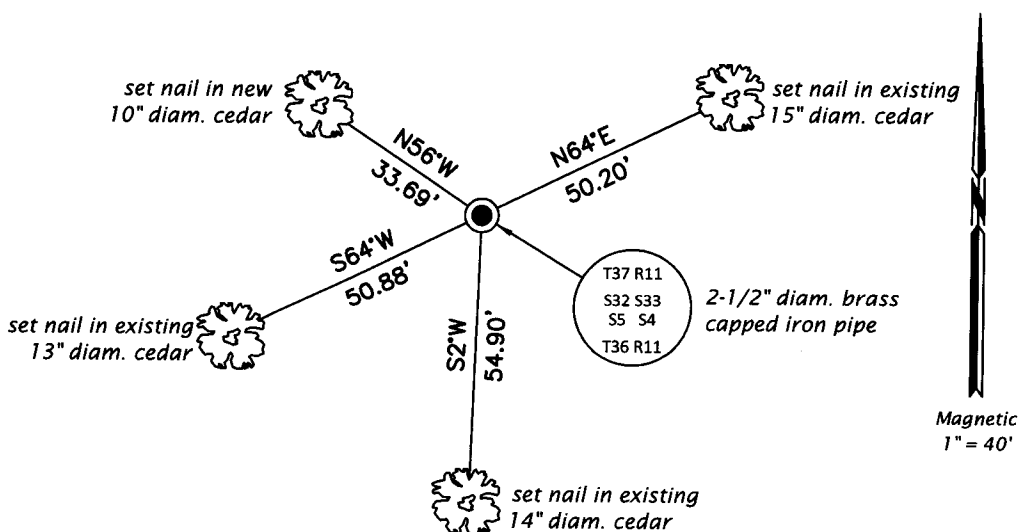 set nail in new
10" diam. cedar
N56°W
33.69'
N64°E
50.20'
set nail in existing
15" diam. cedar
N
S64°W
50.88'
set nail in existing
13" diam. cedar
S2°W
54.90'
T37 R11
S32 S33
S5 S4
T36 R11
2-1/2" diam. brass
capped iron pipe
Magnetic
1" = 40'
set nail in existing
14" diam. cedar